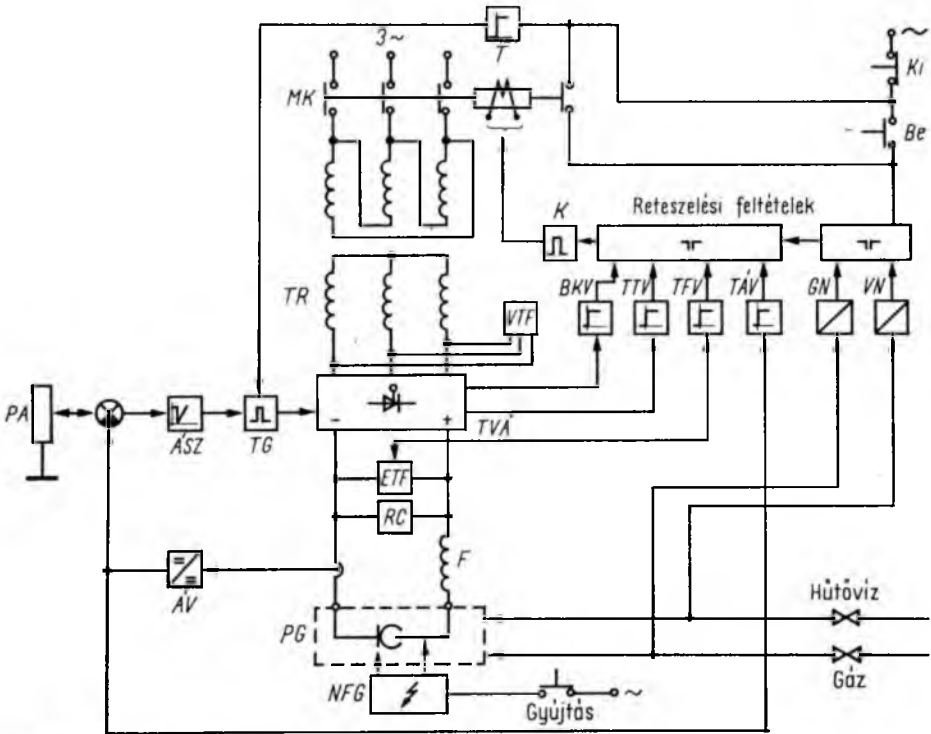 3~
T
~
Ki
MK
Be
K
Reteszelési feltételek
BKV TTV TFV TÁV GN VN
TR
VTF
PA
-
+
ÁSZ
TG
TVÁ
ETF
RC
F
ÁV
Hűtővíz
PG
Gáz
NFG
~
Gyújtás